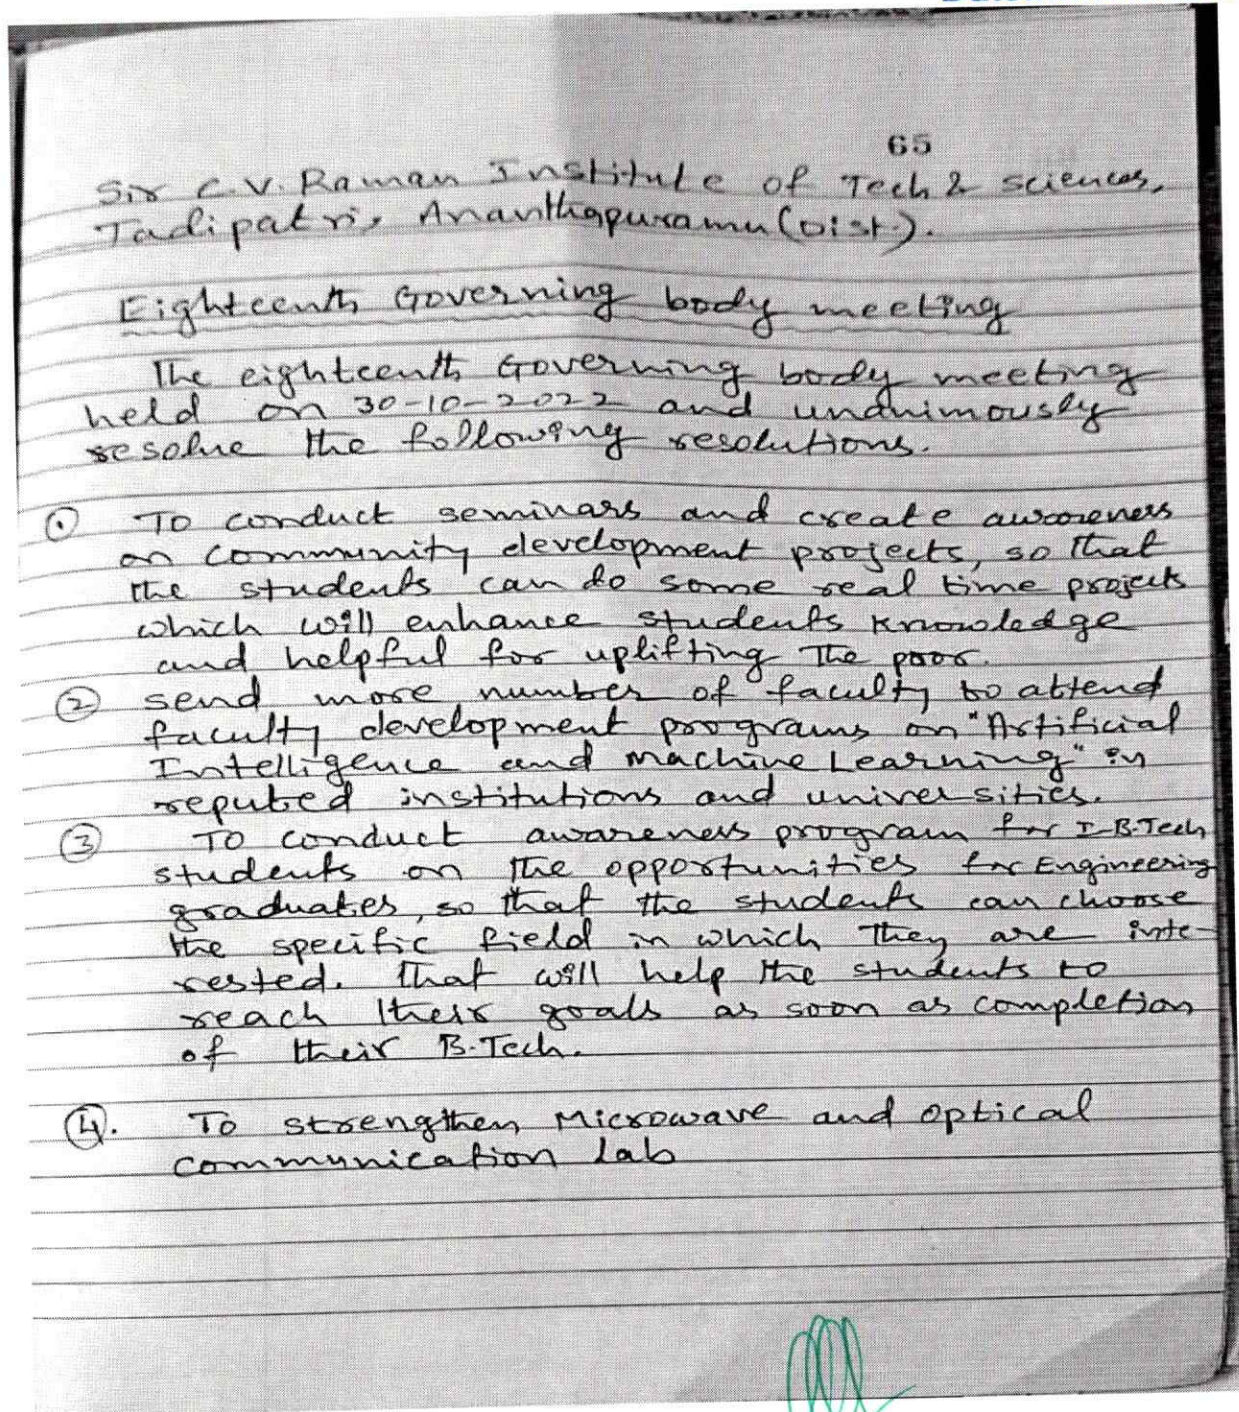 65
Sir C.V. Raman Institute of Tech & sciences,
Tadipatri, Ananthapuramu (Dist.).
Eighteenth Governing body meeting
The eighteenth Governing body meeting
held on 30-10-2022 and unanimously
resolve the following resolutions.
① To conduct seminars and create awareness
on community development projects, so that
the students can do some real time projects
which will enhance students knowledge
and helpful for uplifting the poor.
② send more number of faculty to attend
faculty development programs on "Artificial
Intelligence and Machine Learning" in
reputed institutions and universities.
③ To conduct awareness program for I-B.Tech
students on the opportunities for Engineering
graduates, so that the students can choose
the specific field in which they are inte-
rested. That will help the students to
reach their goals as soon as completion
of their B.Tech.
④. To strengthen Microwave and optical
communication lab